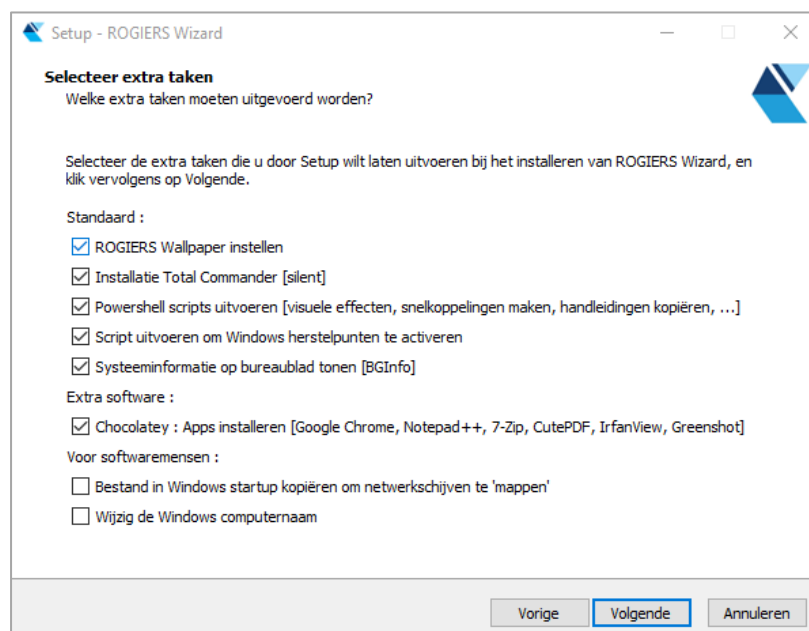 Setup - ROGIERS Wizard
Selecteer extra taken
Welke extra taken moeten uitgevoerd worden?
Selecteer de extra taken die u door Setup wilt laten uitvoeren bij het installeren van ROGIERS Wizard, en
klik vervolgens op Volgende.
Standaard :
ROGIERS Wallpaper instellen
Installatie Total Commander [silent]
Powershell scripts uitvoeren [visuele effecten, snelkoppelingen maken, handleidingen kopiëren, ...]
Script uitvoeren om Windows herstelpunten te activeren
Systeeminformatie op bureaublad tonen [BGInfo]
Extra software :
Chocolatey : Apps installeren [Google Chrome, Notepad++, 7-Zip, CutePDF, IrfanView, Greenshot]
Voor softwaremensen :
Bestand in Windows startup kopiëren om netwerkschijven te 'mappen'
Wijzig de Windows computernaam
Vorige
Volgende
Annuleren